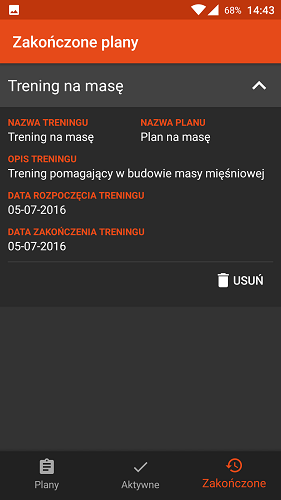 68% 14:43
Zakończone plany
Trening na masę
NAZWA TRENINGU NAZWA PLANU
Trening na masę Plan na masę
OPIS TRENINGU
Trening pomagający w budowie masy mięśniowej
DATA ROZPOCZĘCIA TRENINGU
05-07-2016
DATA ZAKOŃCZENIA TRENINGU
05-07-2016
USUŃ
Plany Aktywne Zakończone